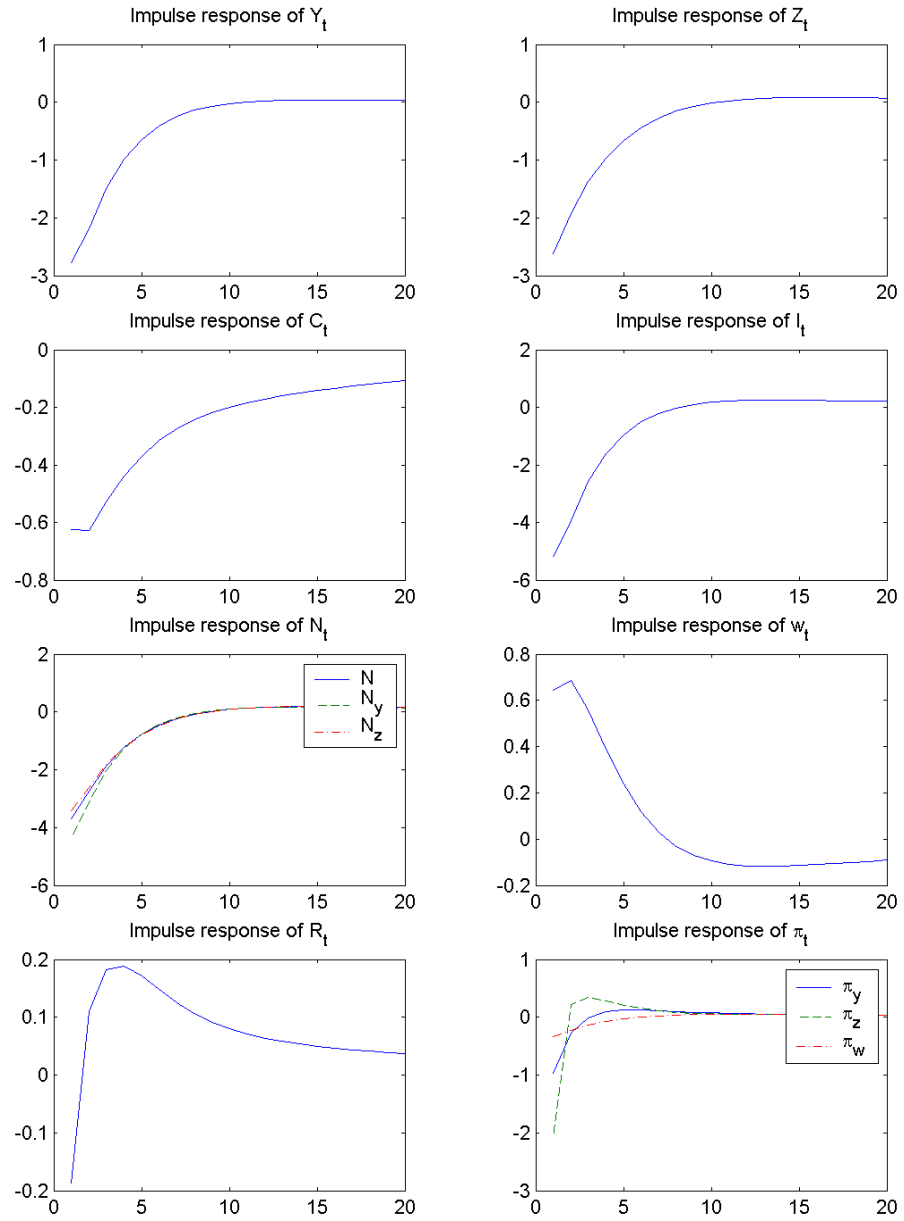 Impulse response of Y_t
1
0
-1
-2
-3
0 5 10 15 20
Impulse response of Z_t
1
0
-1
-2
-3
0 5 10 15 20
Impulse response of C_t
0
-0.2
-0.4
-0.6
-0.8
0 5 10 15 20
Impulse response of I_t
2
0
-2
-4
-6
0 5 10 15 20
Impulse response of N_t
2
0
-2
-4
-6
0 5 10 15 20
N
N_y
N_z
Impulse response of w_t
0.8
0.6
0.4
0.2
0
-0.2
0 5 10 15 20
Impulse response of R_t
0.2
0.1
0
-0.1
-0.2
0 5 10 15 20
Impulse response of π_t
1
0
-1
-2
-3
0 5 10 15 20
π_y
π_z
π_w